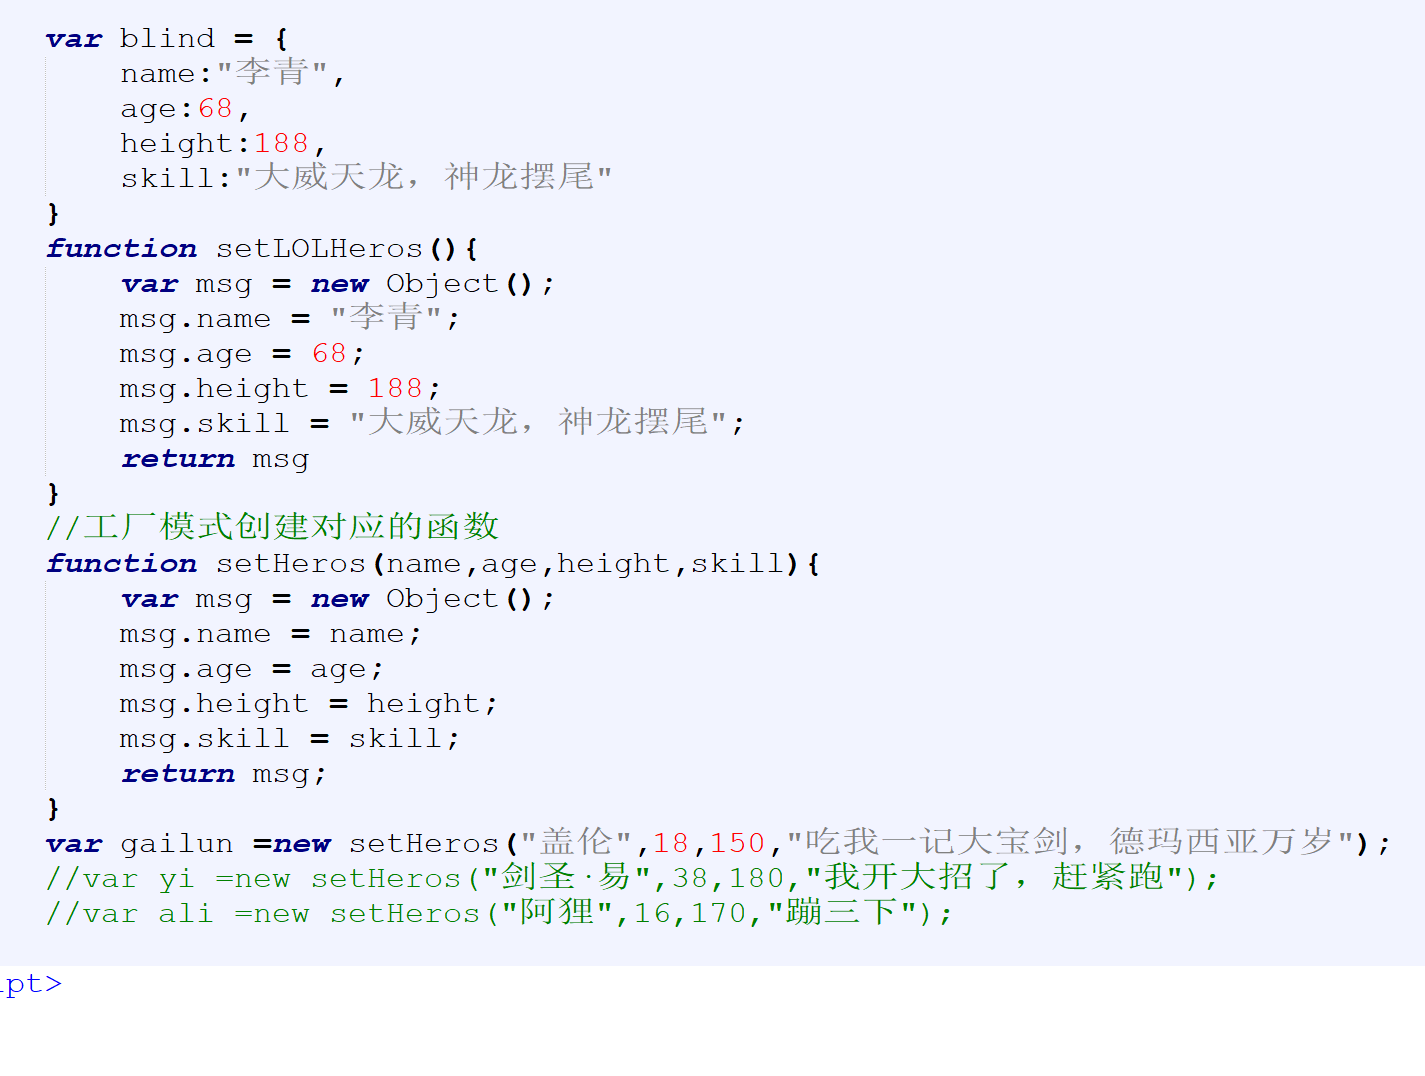 var blind = {
name:"李青",
age:68,
height:188,
skill:"大威天龙，神龙摆尾"
}
function setLOLHeros(){
var msg = new Object();
msg.name = "李青";
msg.age = 68;
msg.height = 188;
msg.skill = "大威天龙，神龙摆尾";
return msg
}
//工厂模式创建对应的函数
function setHeros(name,age,height,skill){
var msg = new Object();
msg.name = name;
msg.age = age;
msg.height = height;
msg.skill = skill;
return msg;
}
var gailun =new setHeros("盖伦",18,150,"吃我一记大宝剑，德玛西亚万岁");
//var yi =new setHeros("剑圣·易",38,180,"我开大招了，赶紧跑");
//var ali =new setHeros("阿狸",16,170,"蹦三下");
ipt>